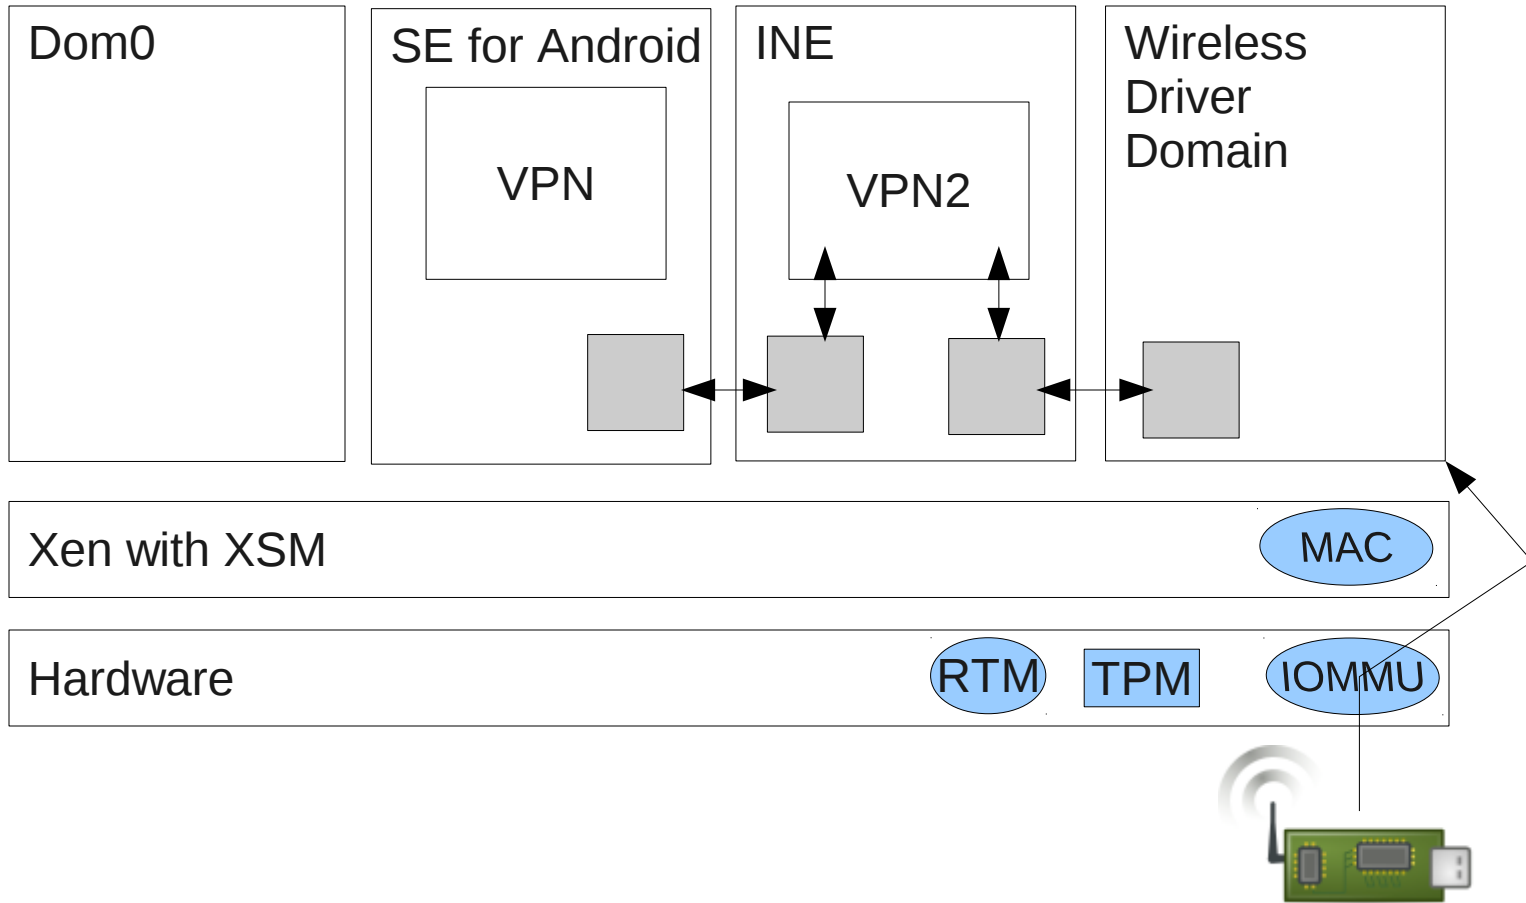 Dom0
SE for Android
VPN
INE
VPN2
Wireless
Driver
Domain
Xen with XSM
MAC
Hardware
RTM
TPM
IOMMU